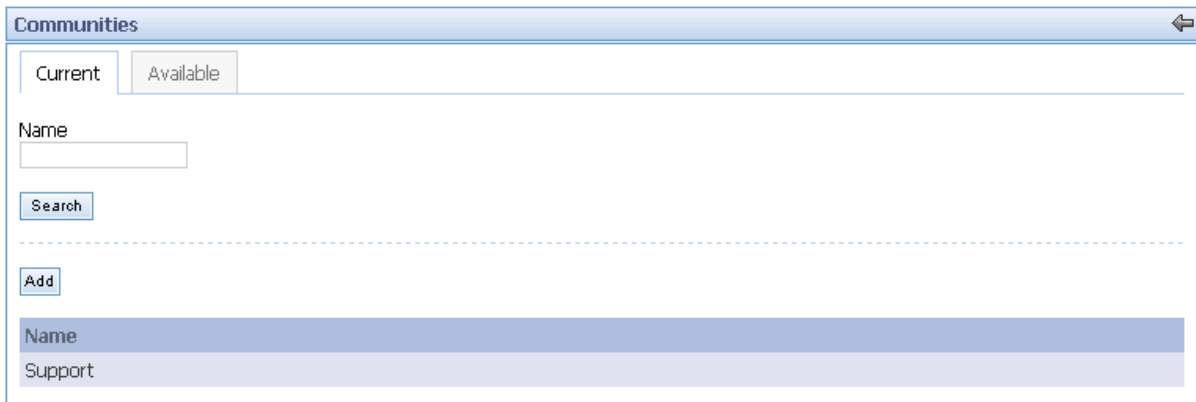 Communities
Current Available
Name
Search
Add
Name
Support